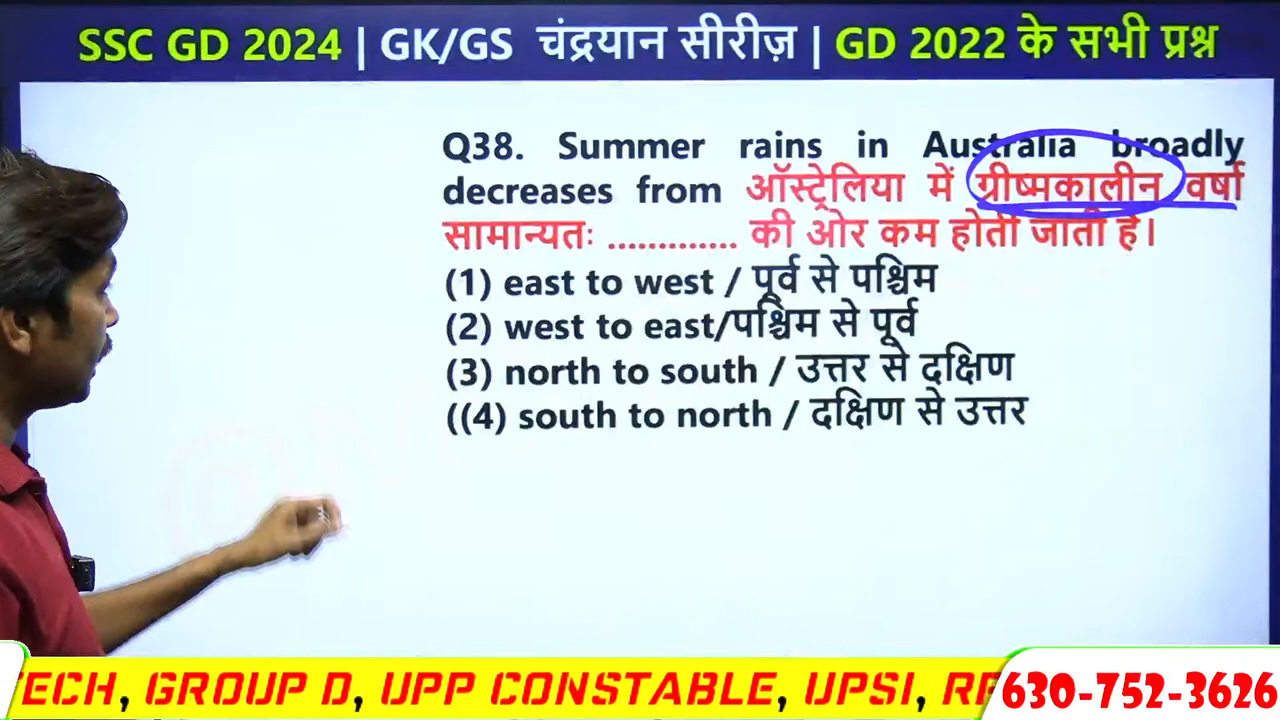 SSC GD 2024 | GK/GS चंद्रयान सीरीज़ | GD 2022 के सभी प्रश्न
Q38. Summer rains in Australia broadly
decreases from ऑस्ट्रेलिया में ग्रीष्मकालीन वर्षा
सामान्यतः ............. की ओर कम होती जाती है।
(1) east to west / पूर्व से पश्चिम
(2) west to east/पश्चिम से पूर्व
(3) north to south / उत्तर से दक्षिण
((4) south to north / दक्षिण से उत्तर
TECH, GROUP D, UPP CONSTABLE, UPSI, RE
630-752-3626